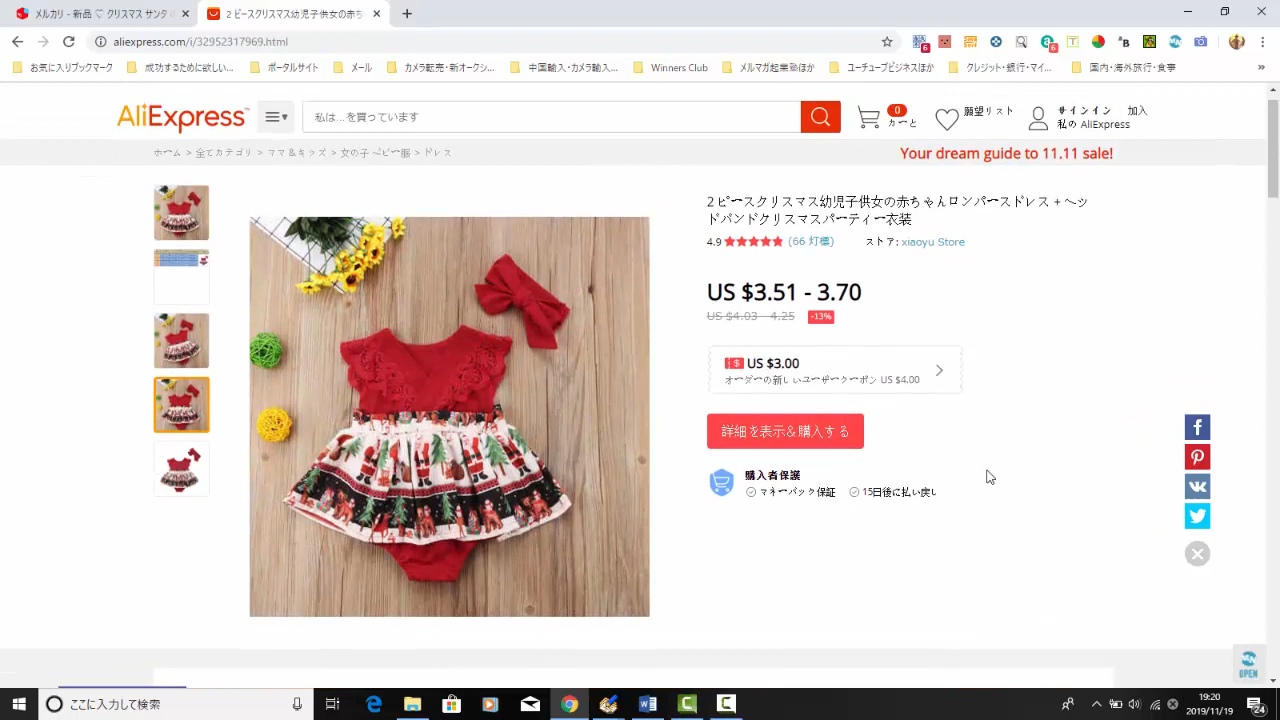 メルカリ - 新品 ♡ クリスマス サンタ
2 ピースクリスマス幼児子供女の赤ち
aliexpress.com/i/32952317969.html
お気に入りブックマーク
成功するために欲しい...
ポータルサイト
メール
カメラ転売・新オークシ...
中国輸入・カメラ輸入...
Winners Club
メルマガ起業塾ほか
ユーチューブビジネスほか
クレジット・銀行・マイ...
国内・海外旅行・食事
»
AliExpress™
私は...を買っています
0
カート
願望リスト
サインイン 加入
私の AliExpress
ホーム > 全てカテゴリ > ママ &キッズ > 女の子 ベビー服 > ドレス
Your dream guide to 11.11 sale!
2 ピースクリスマス幼児子供女の赤ちゃんロンパースドレス + ヘッ
ドバンドクリスマスパーティー衣装
4.9 (66 灯標) ストア: xiaoyu Store
US $3.51 - 3.70
US $4.03 - 4.25 -13%
US $3.00
オーダーの新しいユーザークーポン US $4.00
詳細を表示&購入する
購入者保護
マネーバック保証 15日後に払い戻し
OPEN
ここに入力して検索
19:20
2019/11/19
24